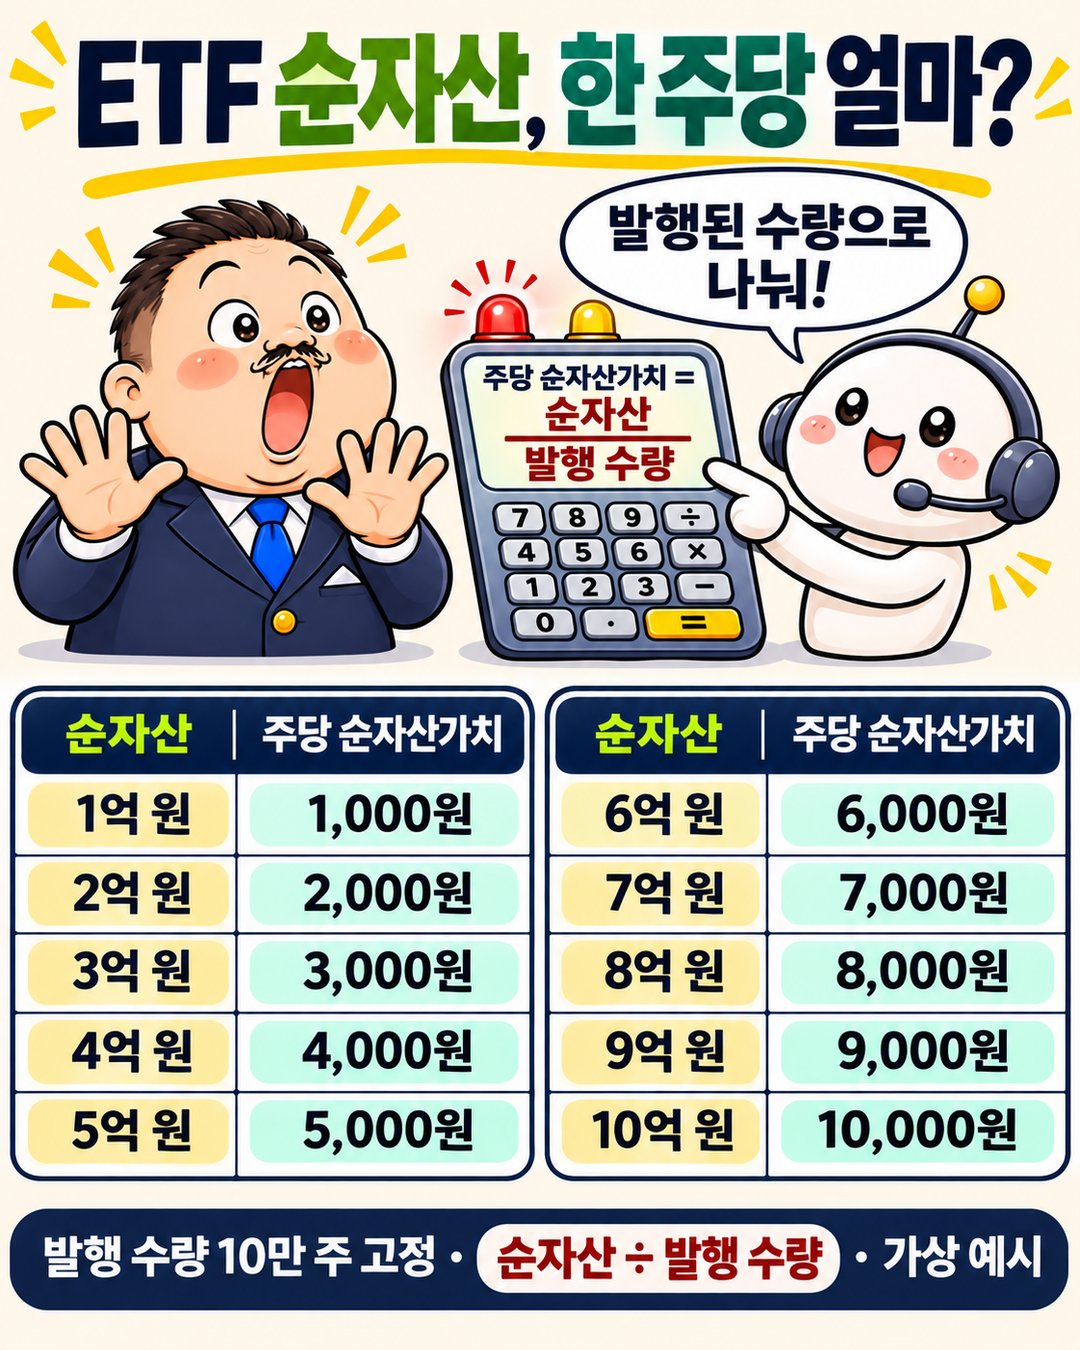 ETF 순자산, 한 주당 얼마?
발행된 수량으로
나눠!
주당 순자산가치 =
순자산
발행 수량
7 8 9 ÷
4 5 6 ×
1 2 3 −
0 · =
순자산 | 주당 순자산가치
1억 원 1,000원
2억 원 2,000원
3억 원 3,000원
4억 원 4,000원
5억 원 5,000원
순자산 | 주당 순자산가치
6억 원 6,000원
7억 원 7,000원
8억 원 8,000원
9억 원 9,000원
10억 원 10,000원
발행 수량 10만 주 고정 · 순자산 ÷ 발행 수량 · 가상 예시